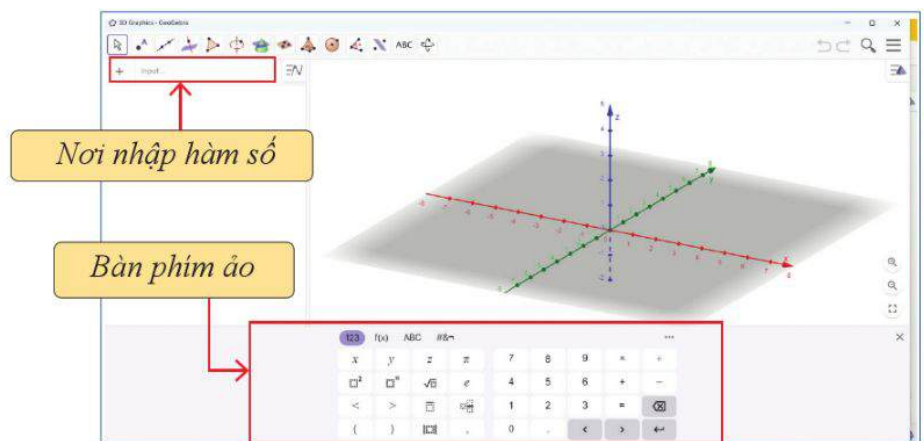 3D Graphics - GeoGebra
ABC
+ Input...
Nơi nhập hàm số
Bàn phím ảo
z
y
x
123 f(x) ABC #&¬ ...
x y z π 7 8 9 × ÷
□² □ⁿ √□ e 4 5 6 + −
< > 1 2 3 =
( ) |□| , 0 . < >